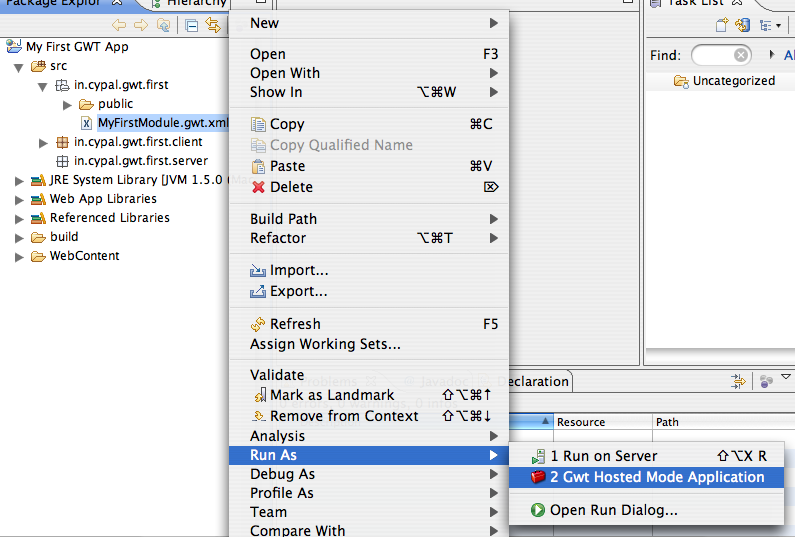 Package Explor
Hierarchy
My First GWT App
src
in.cypal.gwt.first
public
MyFirstModule.gwt.xml
in.cypal.gwt.first.client
in.cypal.gwt.first.server
JRE System Library [JVM 1.5.0 (Mac
Web App Libraries
Referenced Libraries
build
WebContent
New
Open F3
Open With
Show In ⌥⌘W
Copy ⌘C
Copy Qualified Name
Paste ⌘V
Delete ⌦
Build Path
Refactor ⌥⌘T
Import...
Export...
Refresh F5
Assign Working Sets...
Validate
Mark as Landmark ⇧⌥⌘↑
Remove from Context ⇧⌥⌘↓
Analysis
Run As
Debug As
Profile As
Team
Compare With
1 Run on Server ⇧⌥X R
2 Gwt Hosted Mode Application
Open Run Dialog...
Task List
Find:
Al
Uncategorized
Problems
Javadoc
Declaration
Resource
Path